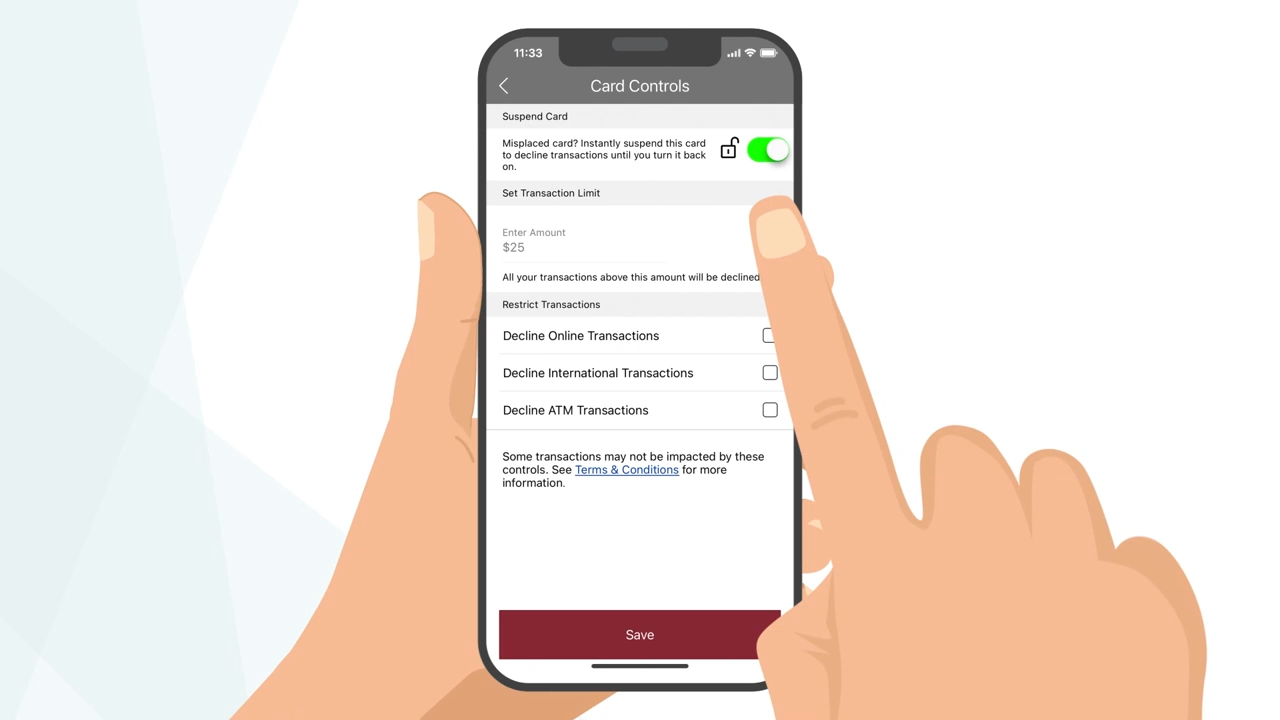 11:33
Card Controls
Suspend Card
Misplaced card? Instantly suspend this card
to decline transactions until you turn it back
on.
Set Transaction Limit
Enter Amount
$25
All your transactions above this amount will be declined
Restrict Transactions
Decline Online Transactions
Decline International Transactions
Decline ATM Transactions
Some transactions may not be impacted by these
controls. See Terms & Conditions for more
information.
Save